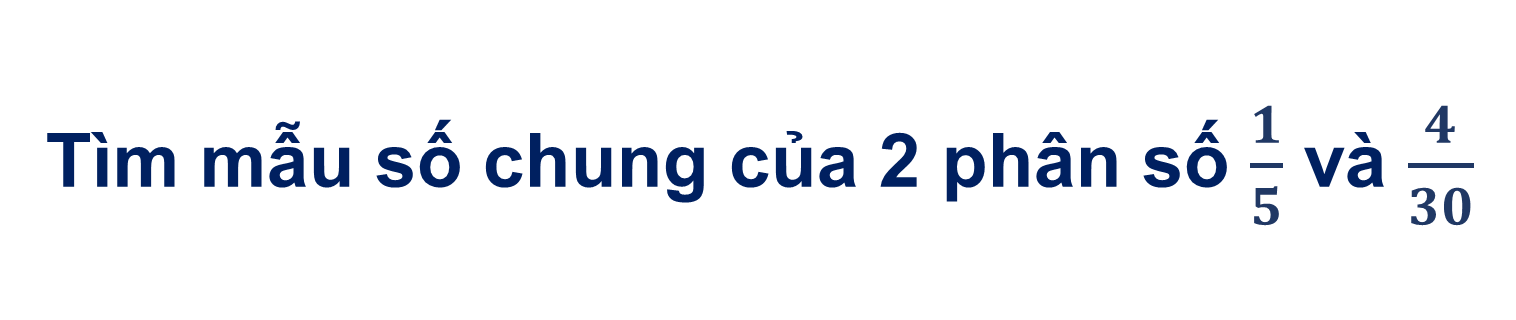 Tìm mẫu số chung của 2 phân số 1/5 và 4/30